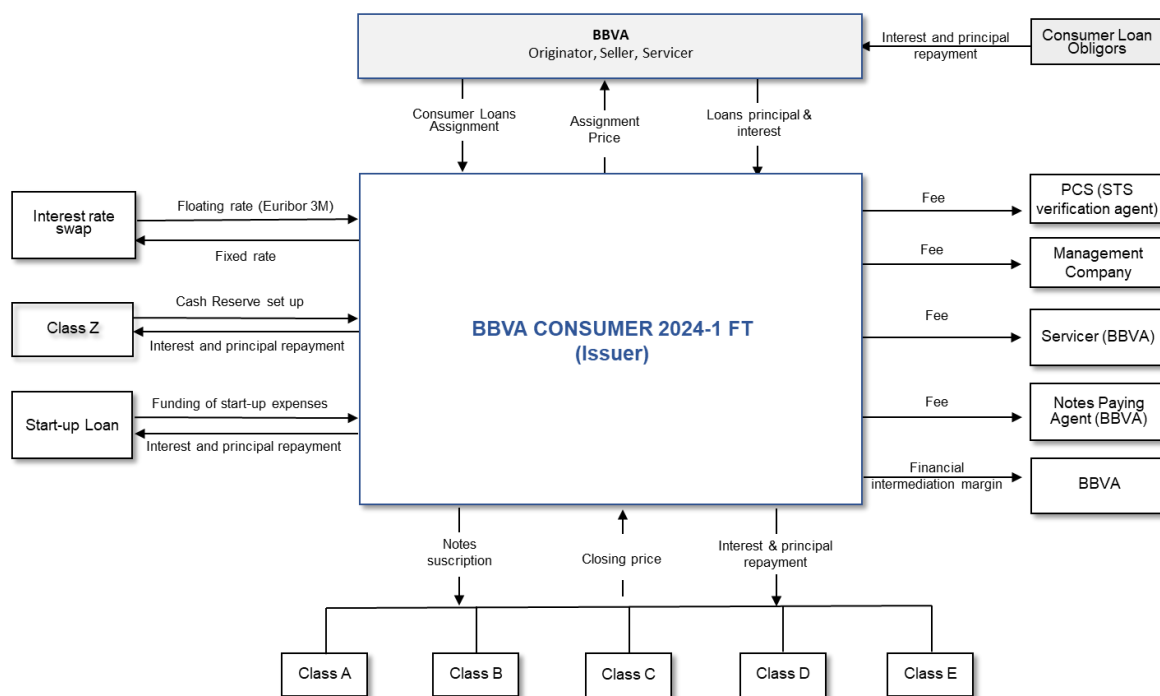 BBVA
Originator, Seller, Servicer
Interest and principal
repayment
Consumer Loan
Obligors
Consumer Loans
Assignment
Assignment
Price
Loans principal &
interest
Interest rate
swap
Floating rate (Euribor 3M)
Fixed rate
Class Z
Cash Reserve set up
Interest and principal repayment
Start-up Loan
Funding of start-up expenses
Interest and principal repayment
BBVA CONSUMER 2024-1 FT
(Issuer)
Fee
PCS (STS
verification agent)
Fee
Management
Company
Fee
Servicer (BBVA)
Fee
Notes Paying
Agent (BBVA)
Financial
intermediation margin
BBVA
Notes
suscription
Closing price
Interest & principal
repayment
Class A
Class B
Class C
Class D
Class E